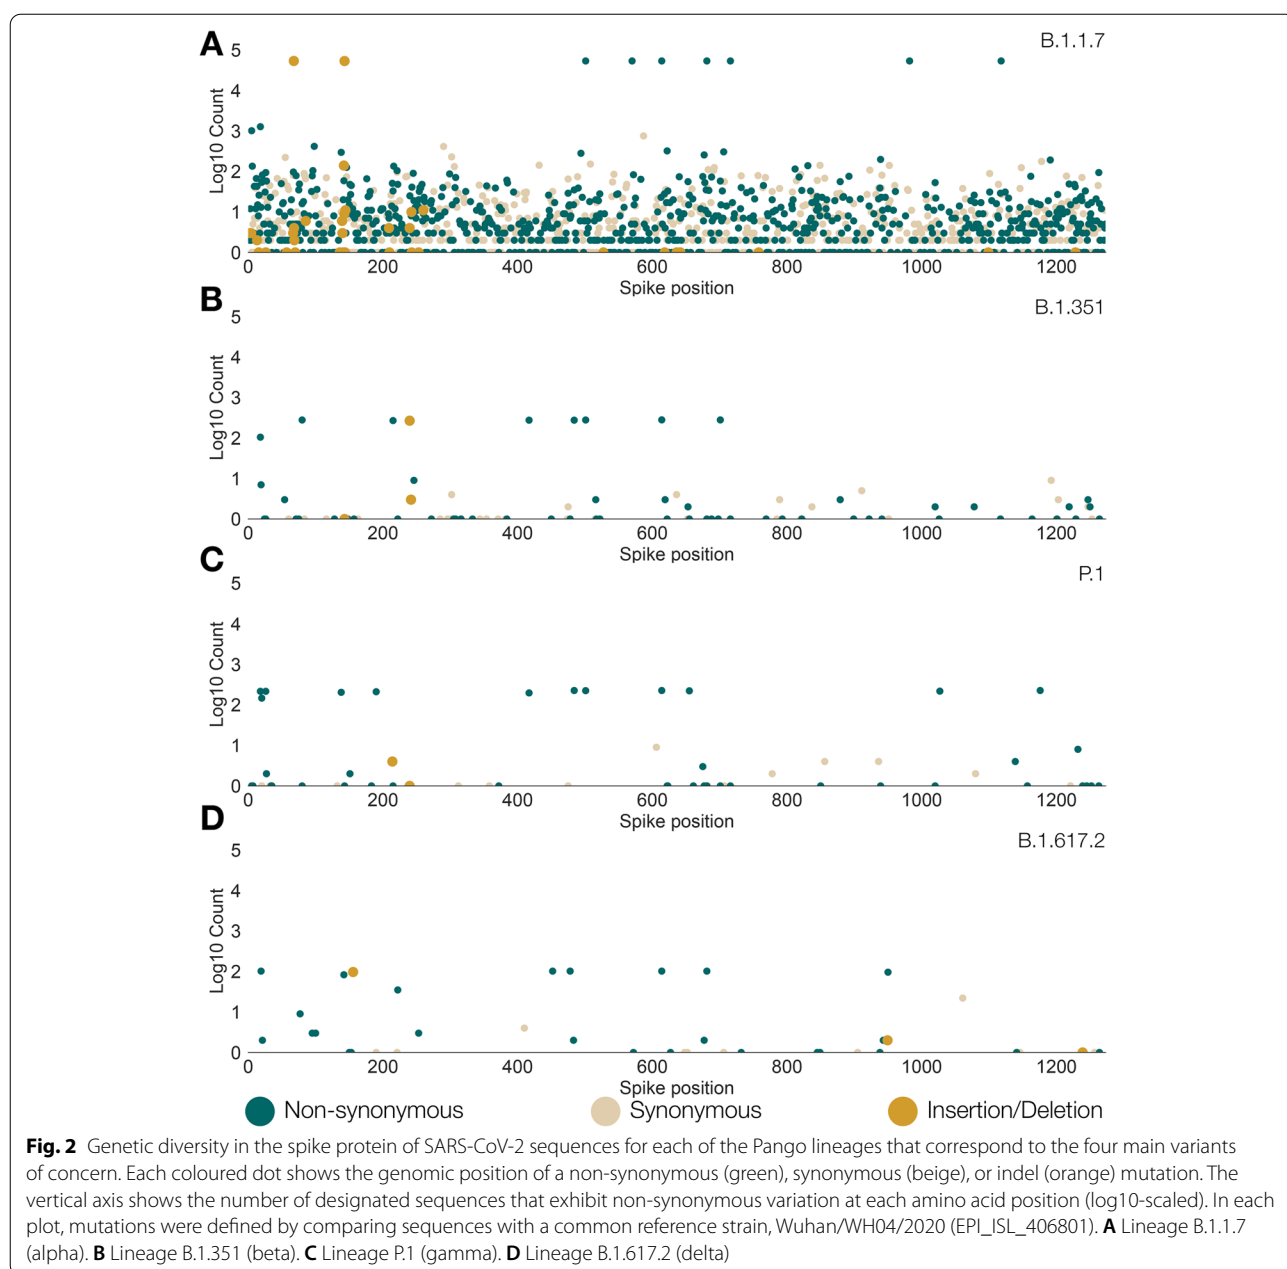 A
B.1.1.7
5
4
3
2
1
0
Log10 Count
0 200 400 600 800 1000 1200
Spike position
B
B.1.351
5
4
3
2
1
0
Log10 Count
0 200 400 600 800 1000 1200
Spike position
C
P.1
5
4
3
2
1
0
Log10 Count
0 200 400 600 800 1000 1200
Spike position
D
B.1.617.2
5
4
3
2
1
0
Log10 Count
0 200 400 600 800 1000 1200
Spike position
Non-synonymous Synonymous Insertion/Deletion
Fig. 2 Genetic diversity in the spike protein of SARS-CoV-2 sequences for each of the Pango lineages that correspond to the four main variants
of concern. Each coloured dot shows the genomic position of a non-synonymous (green), synonymous (beige), or indel (orange) mutation. The
vertical axis shows the number of designated sequences that exhibit non-synonymous variation at each amino acid position (log10-scaled). In each
plot, mutations were defined by comparing sequences with a common reference strain, Wuhan/WH04/2020 (EPI_ISL_406801). A Lineage B.1.1.7
(alpha). B Lineage B.1.351 (beta). C Lineage P.1 (gamma). D Lineage B.1.617.2 (delta)